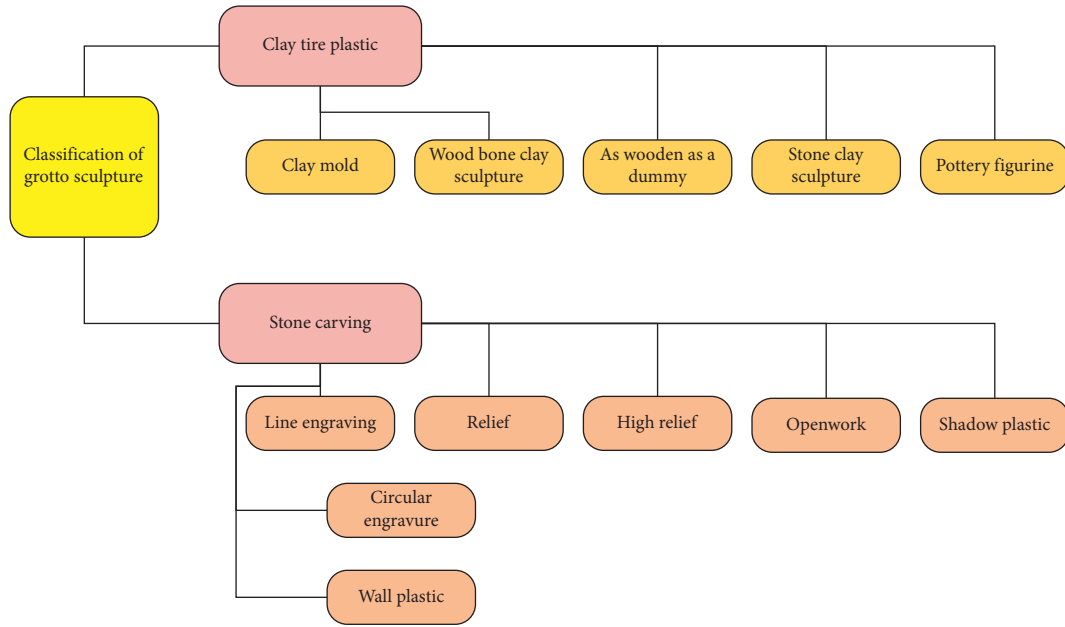 Clay tire plastic
Classification of
grotto sculpture
Clay mold
Wood bone clay
sculpture
As wooden as a
dummy
Stone clay
sculpture
Pottery figurine
Stone carving
Line engraving
Relief
High relief
Openwork
Shadow plastic
Circular
engravure
Wall plastic